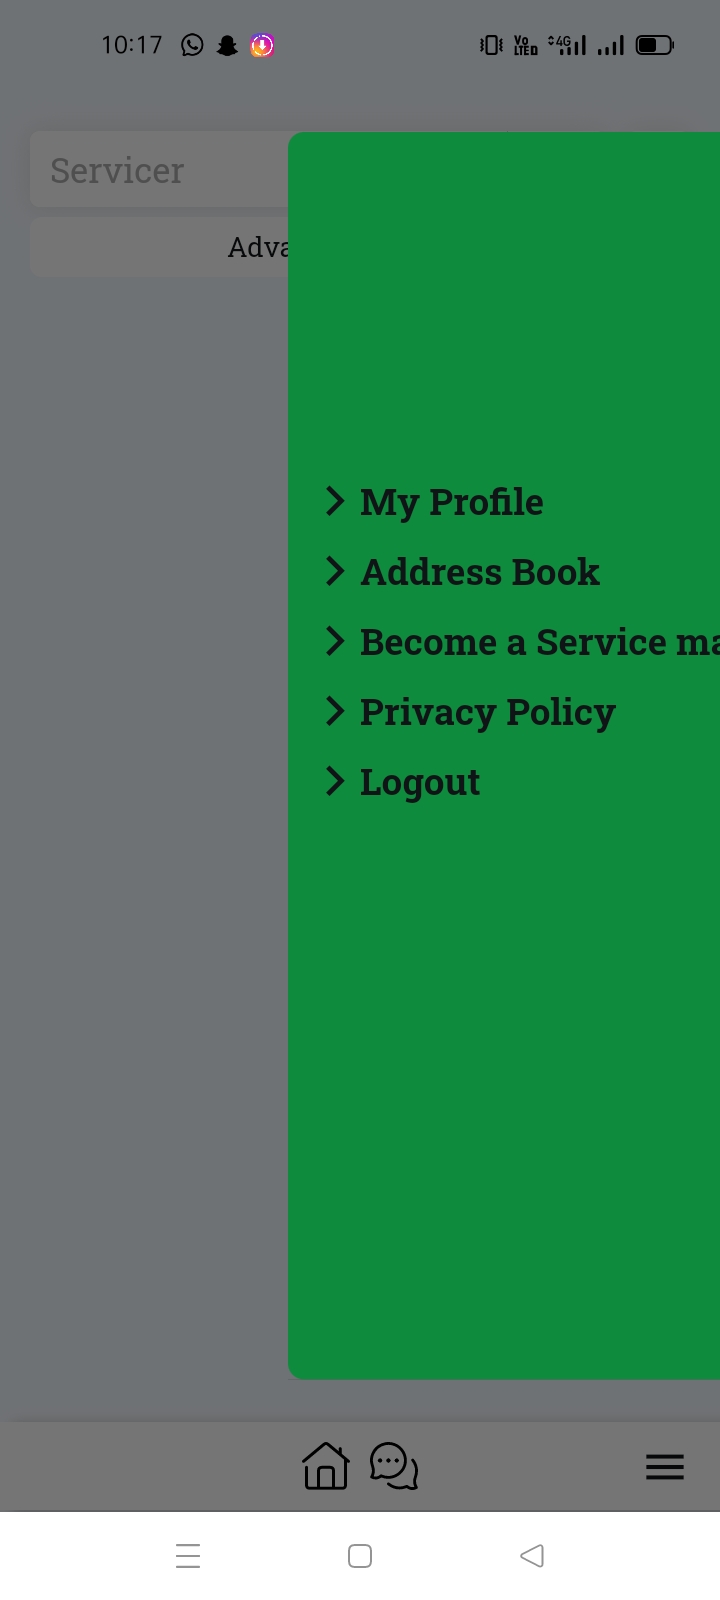 10:17
Vo
LTE D
4G
Servicer
Adva
My Profile
Address Book
Become a Service ma
Privacy Policy
Logout